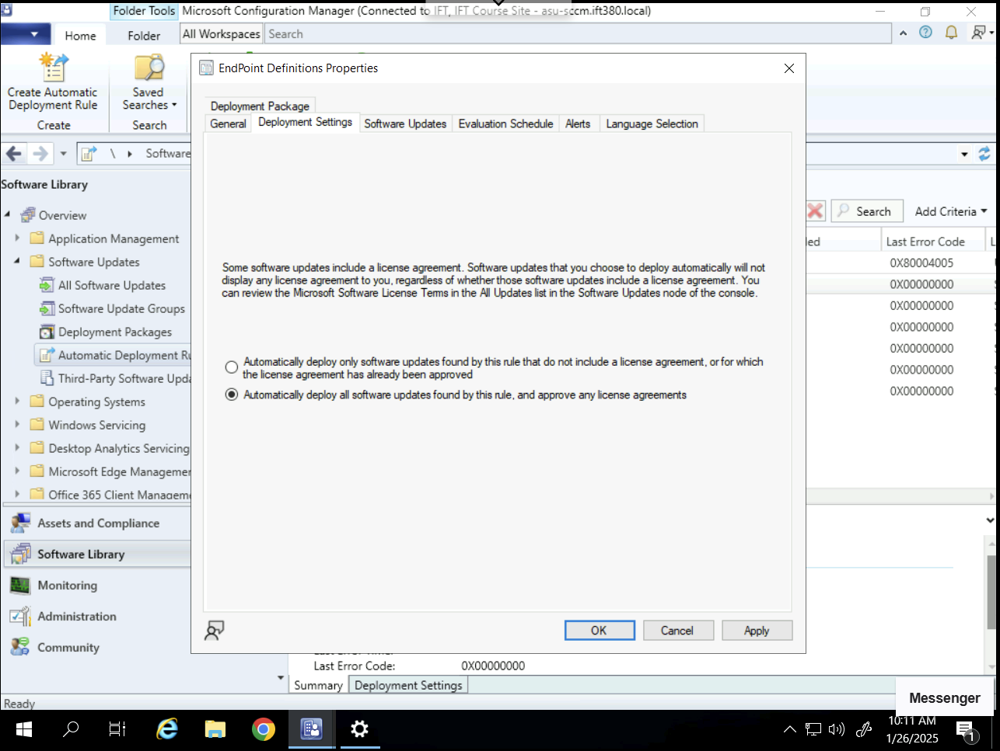 Folder Tools
Microsoft Configuration Manager (Connected to IFT, IFT Course Site - asu-sccm.ift380.local)
Home
Folder
All Workspaces
Search
Create Automatic
Deployment Rule
Saved
Searches
Create
Search
\
Software
EndPoint Definitions Properties
Deployment Package
General
Deployment Settings
Software Updates
Evaluation Schedule
Alerts
Language Selection
Some software updates include a license agreement. Software updates that you choose to deploy automatically will not
display any license agreement to you, regardless of whether those software updates include a license agreement. You
can review the Microsoft Software License Terms in the All Updates list in the Software Updates node of the console.
Automatically deploy only software updates found by this rule that do not include a license agreement, or for which
the license agreement has already been approved
Automatically deploy all software updates found by this rule, and approve any license agreements
OK
Cancel
Apply
Software Library
Overview
Application Management
Software Updates
All Software Updates
Software Update Groups
Deployment Packages
Automatic Deployment Ru
Third-Party Software Upda
Operating Systems
Windows Servicing
Desktop Analytics Servicing
Microsoft Edge Managemen
Office 365 Client Manageme
Assets and Compliance
Software Library
Monitoring
Administration
Community
Search
Add Criteria
led
Last Error Code
L
0X80004005
0X00000000
0X00000000
0X00000000
0X00000000
0X00000000
0X00000000
Last Error Time:
Last Error Code:
0X00000000
Summary
Deployment Settings
Ready
Messenger
10:11 AM
1/26/2025
1